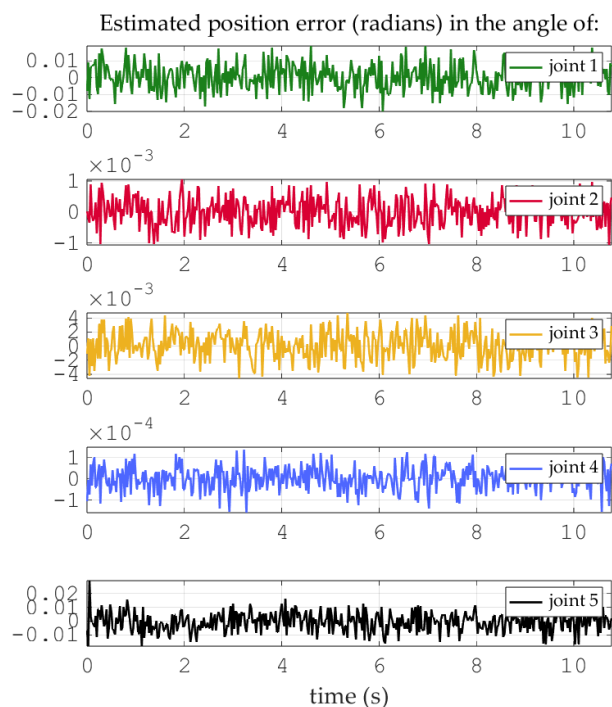 Estimated position error (radians) in the angle of:
0.01
0
-0.01
-0.02
joint 1
0 2 4 6 8 10
×10⁻³
1
0
-1
joint 2
0 2 4 6 8 10
×10⁻³
4
2
0
-2
-4
joint 3
0 2 4 6 8 10
×10⁻⁴
1
0
-1
joint 4
0 2 4 6 8 10
0.02
0.01
0
-0.01
joint 5
0 2 4 6 8 10
time (s)